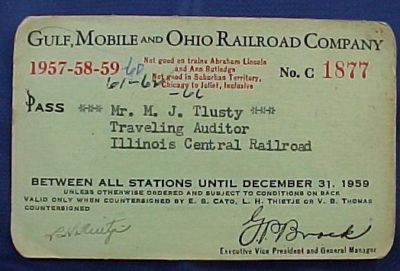 GULF, MOBILE AND OHIO RAILROAD COMPANY
1957-58-59 60
61-62
-66
Not good on trains Abraham Lincoln
and Ann Rutledge
Not good in Suburban Territory,
Chicago to Joliet, Inclusive
No. C 1877
PASS *** Mr. M. J. Tlusty ***
Traveling Auditor
Illinois Central Railroad
BETWEEN ALL STATIONS UNTIL DECEMBER 31, 1959
UNLESS OTHERWISE ORDERED AND SUBJECT TO CONDITIONS ON BACK
VALID ONLY WHEN COUNTERSIGNED BY E. B. CATO, L. H. THIETJE OR V. B. THOMAS
COUNTERSIGNED
G. P. Brock
Executive Vice President and General Manager